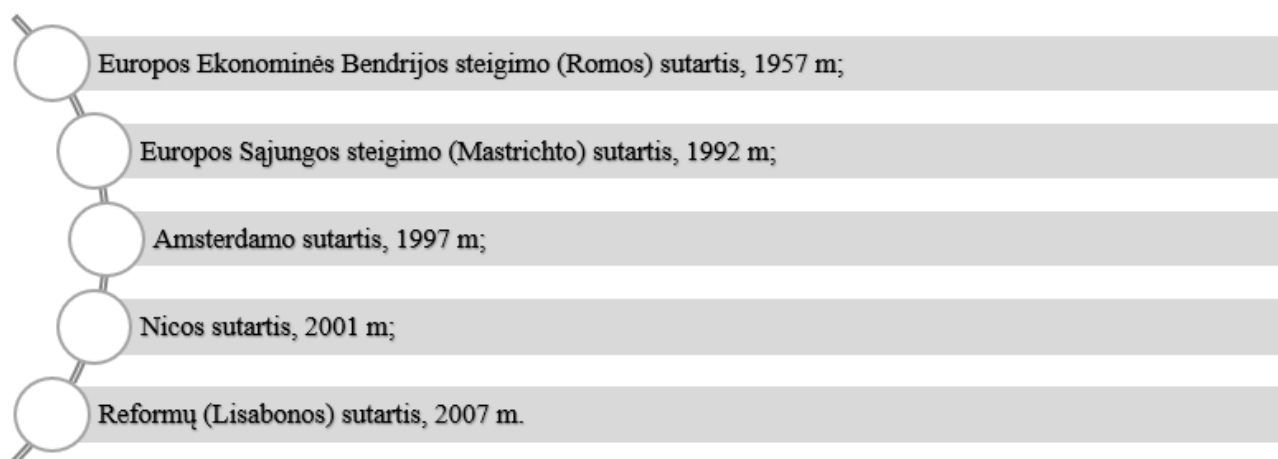 Europos Ekonominės Bendrijos steigimo (Romos) sutartis, 1957 m;
Europos Sąjungos steigimo (Mastrichto) sutartis, 1992 m;
Amsterdamo sutartis, 1997 m;
Nicos sutartis, 2001 m;
Reformų (Lisabonos) sutartis, 2007 m.